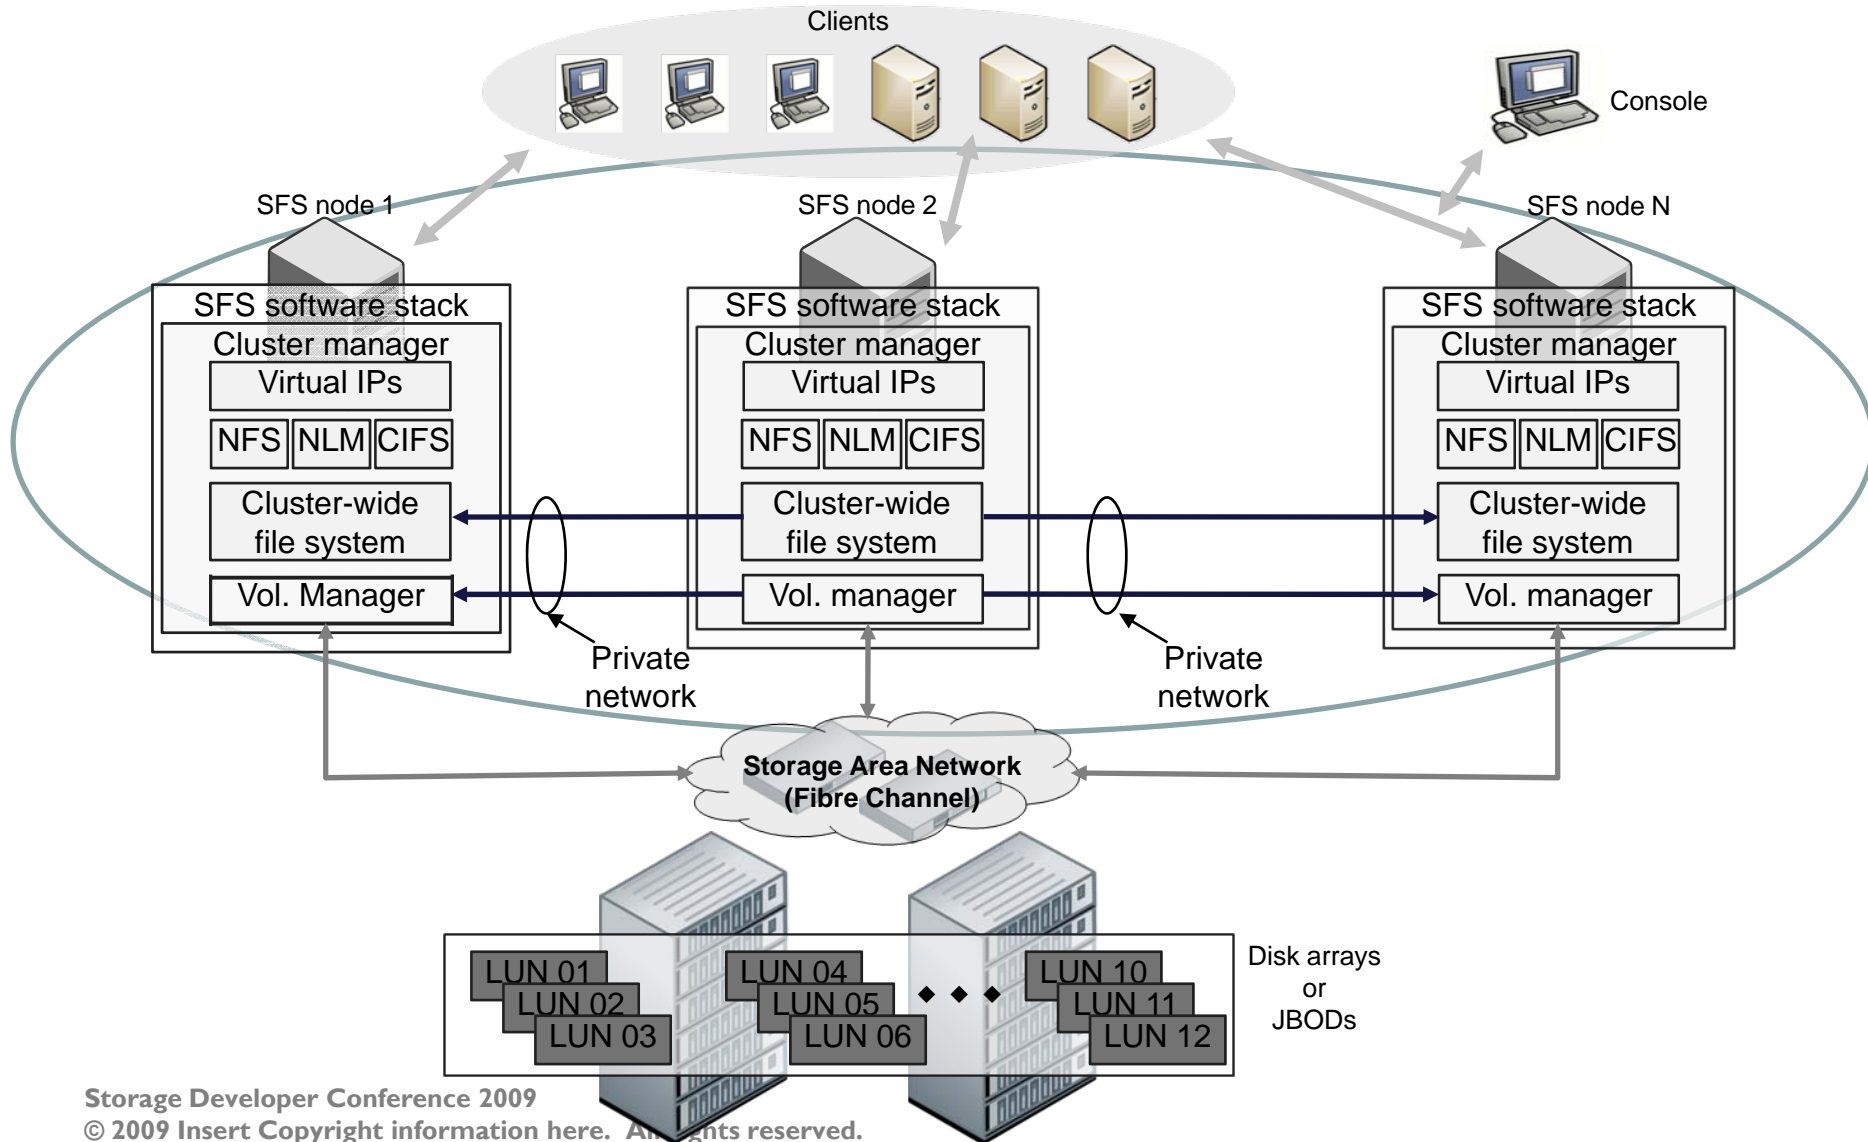 Clients
Console
SFS node 1
SFS node 2
SFS node N
SFS software stack
Cluster manager
Virtual IPs
NFS NLM CIFS
Cluster-wide
file system
Vol. Manager
SFS software stack
Cluster manager
Virtual IPs
NFS NLM CIFS
Cluster-wide
file system
Vol. manager
SFS software stack
Cluster manager
Virtual IPs
NFS NLM CIFS
Cluster-wide
file system
Vol. manager
Private
network
Private
network
Storage Area Network
(Fibre Channel)
LUN 01
LUN 02
LUN 03
LUN 04
LUN 05
LUN 06
LUN 10
LUN 11
LUN 12
Disk arrays
or
JBODs
Storage Developer Conference 2009
© 2009 Insert Copyright information here. All rights reserved.